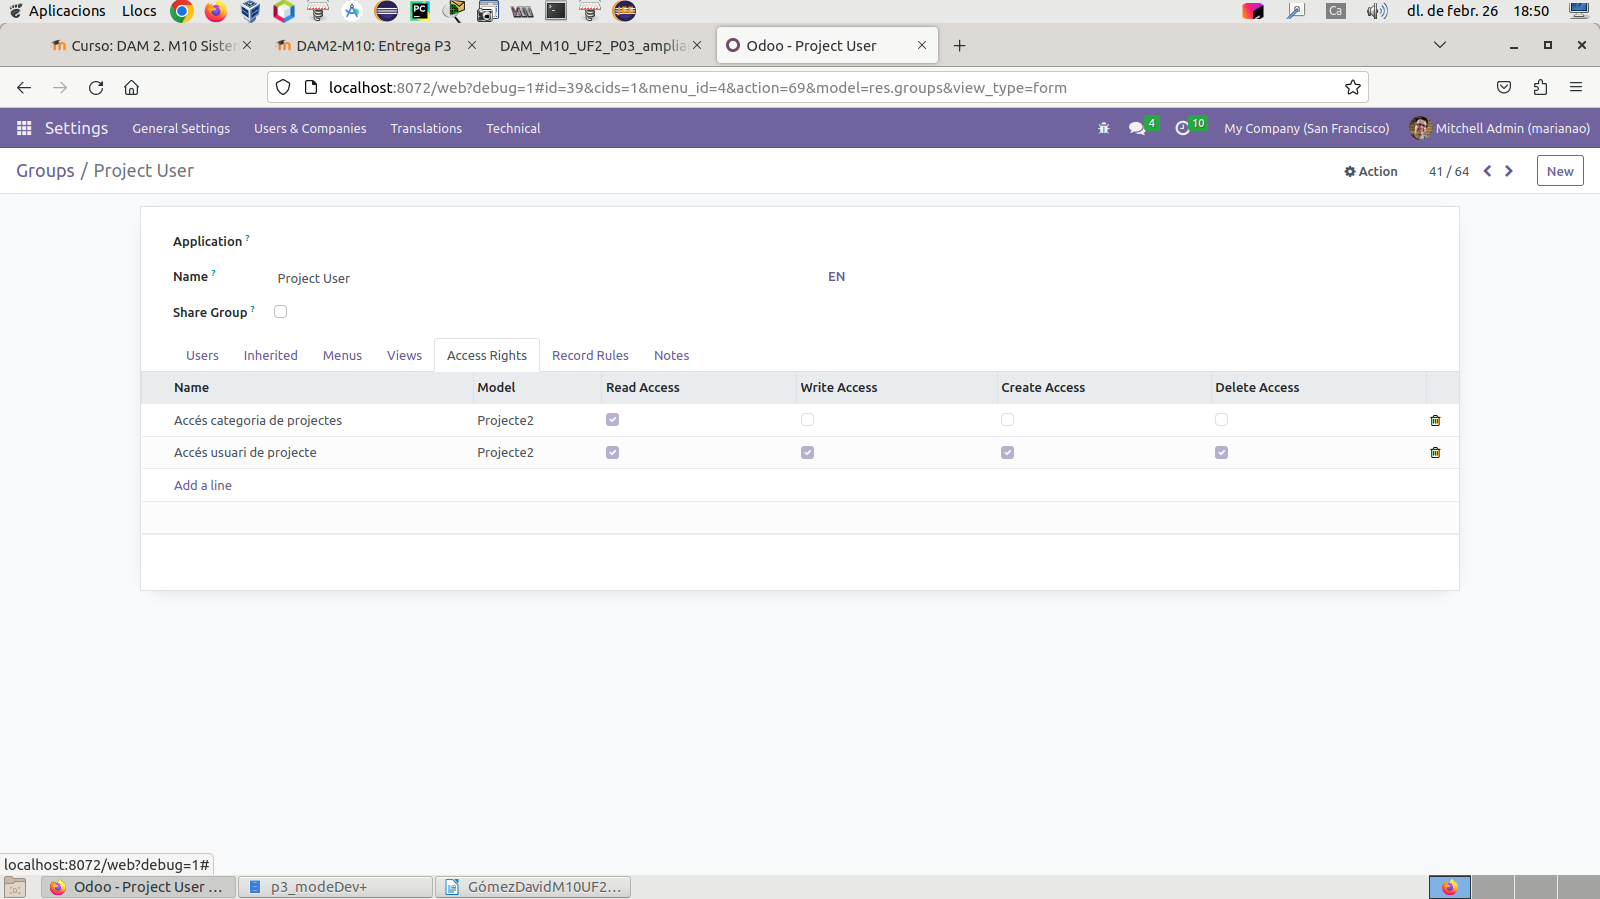 Aplicacions Llocs Ca dl. de febr. 26 18:50
Curso: DAM 2. M10 Sister DAM2-M10: Entrega P3 DAM_M10_UF2_P03_amplia Odoo - Project User
localhost:8072/web?debug=1#id=39&cids=1&menu_id=4&action=69&model=res.groups&view_type=form
Settings General Settings Users & Companies Translations Technical 4 10 My Company (San Francisco) Mitchell Admin (marianao)
Groups / Project User Action 41 / 64 New
Application ?
Name ? Project User EN
Share Group ?
Users Inherited Menus Views Access Rights Record Rules Notes
Name Model Read Access Write Access Create Access Delete Access
Accés categoria de projectes Projecte2
Accés usuari de projecte Projecte2
Add a line
localhost:8072/web?debug=1#
Odoo - Project User ... p3_modeDev+ GómezDavidM10UF2...